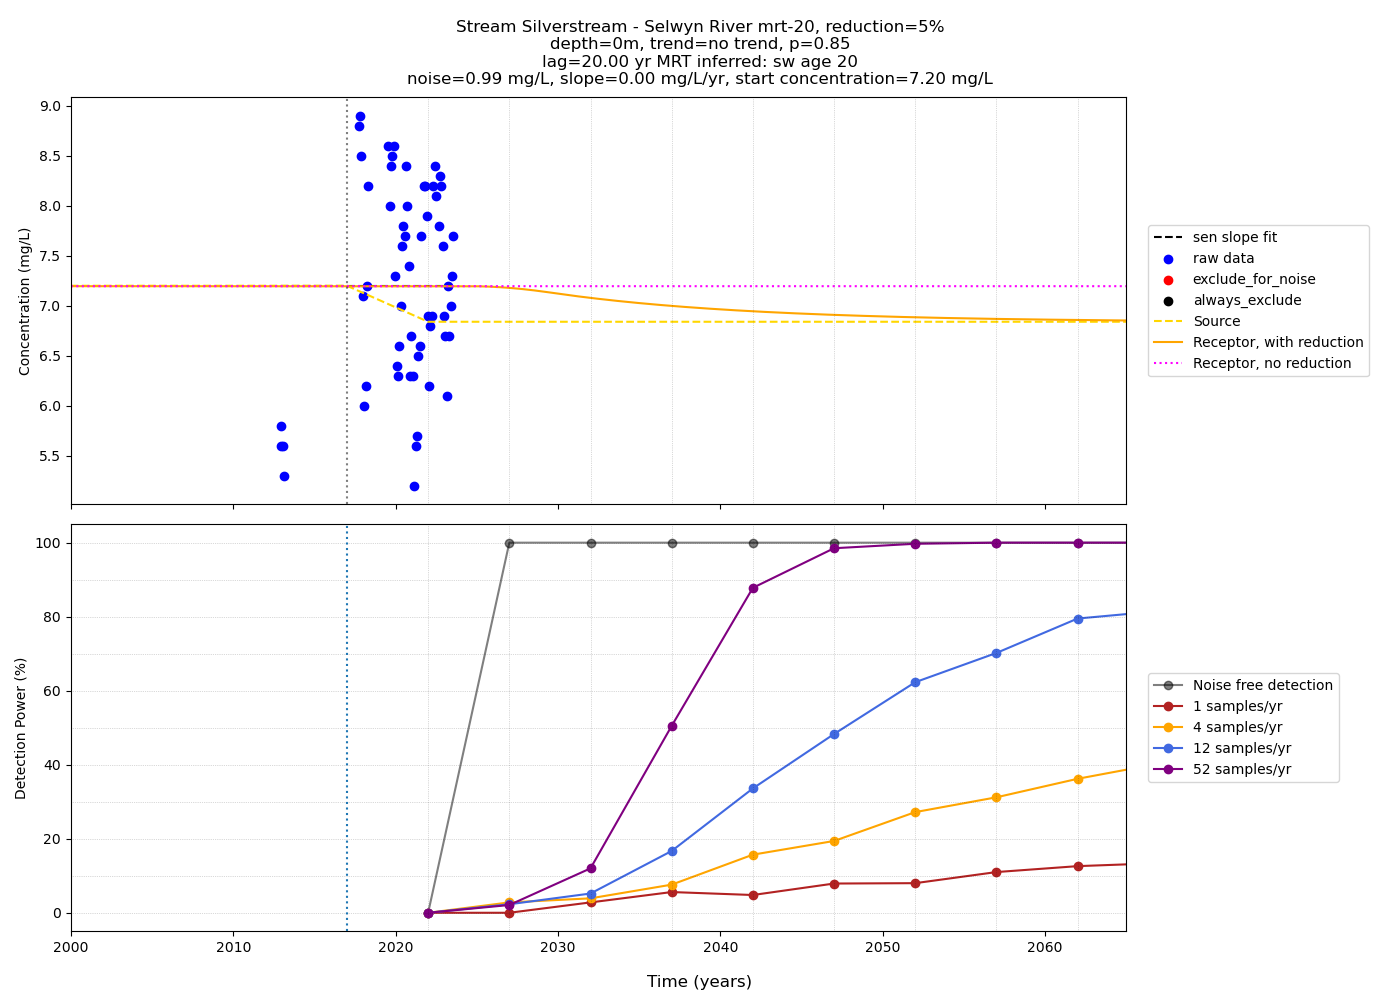 Stream Silverstream - Selwyn River mrt-20, reduction=5%
depth=0m, trend=no trend, p=0.85
lag=20.00 yr MRT inferred: sw age 20
noise=0.99 mg/L, slope=0.00 mg/L/yr, start concentration=7.20 mg/L
Concentration (mg/L)
9.0
8.5
8.0
7.5
7.0
6.5
6.0
5.5
sen slope fit
raw data
exclude_for_noise
always_exclude
Source
Receptor, with reduction
Receptor, no reduction
Detection Power (%)
100
80
60
40
20
0
Noise free detection
1 samples/yr
4 samples/yr
12 samples/yr
52 samples/yr
2000 2010 2020 2030 2040 2050 2060
Time (years)